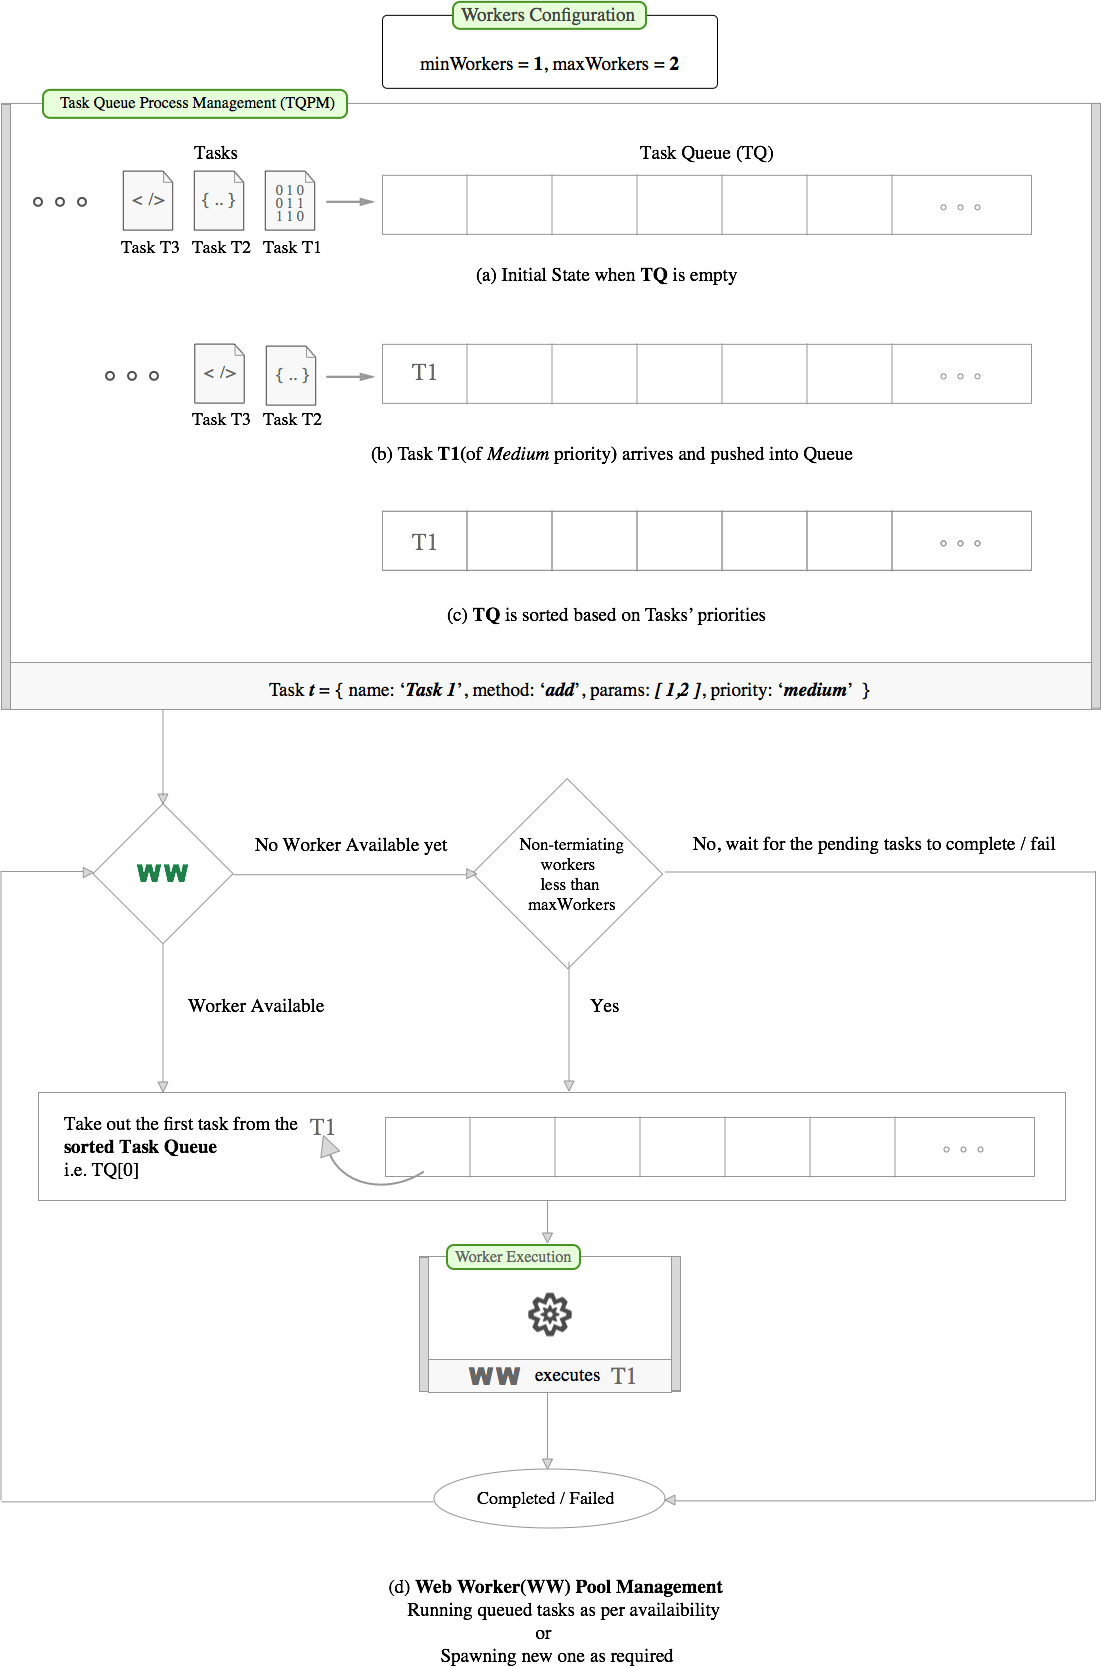 Workers Configuration
minWorkers = 1, maxWorkers = 2
Task Queue Process Management (TQPM)
Tasks
Task Queue (TQ)
< />
{ .. }
0 1 0
0 1 1
1 1 0
Task T3 Task T2 Task T1
(a) Initial State when TQ is empty
< />
{ .. }
T1
Task T3 Task T2
(b) Task T1(of Medium priority) arrives and pushed into Queue
T1
(c) TQ is sorted based on Tasks’ priorities
Task t = { name: ‘Task 1’, method: ‘add’, params: [ 1,2 ], priority: ‘medium’ }
WW
No Worker Available yet
Non-termiating
workers
less than
maxWorkers
No, wait for the pending tasks to complete / fail
Worker Available
Yes
Take out the first task from the
sorted Task Queue
i.e. TQ[0]
T1
Worker Execution
WW executes T1
Completed / Failed
(d) Web Worker(WW) Pool Management
Running queued tasks as per availaibility
or
Spawning new one as required